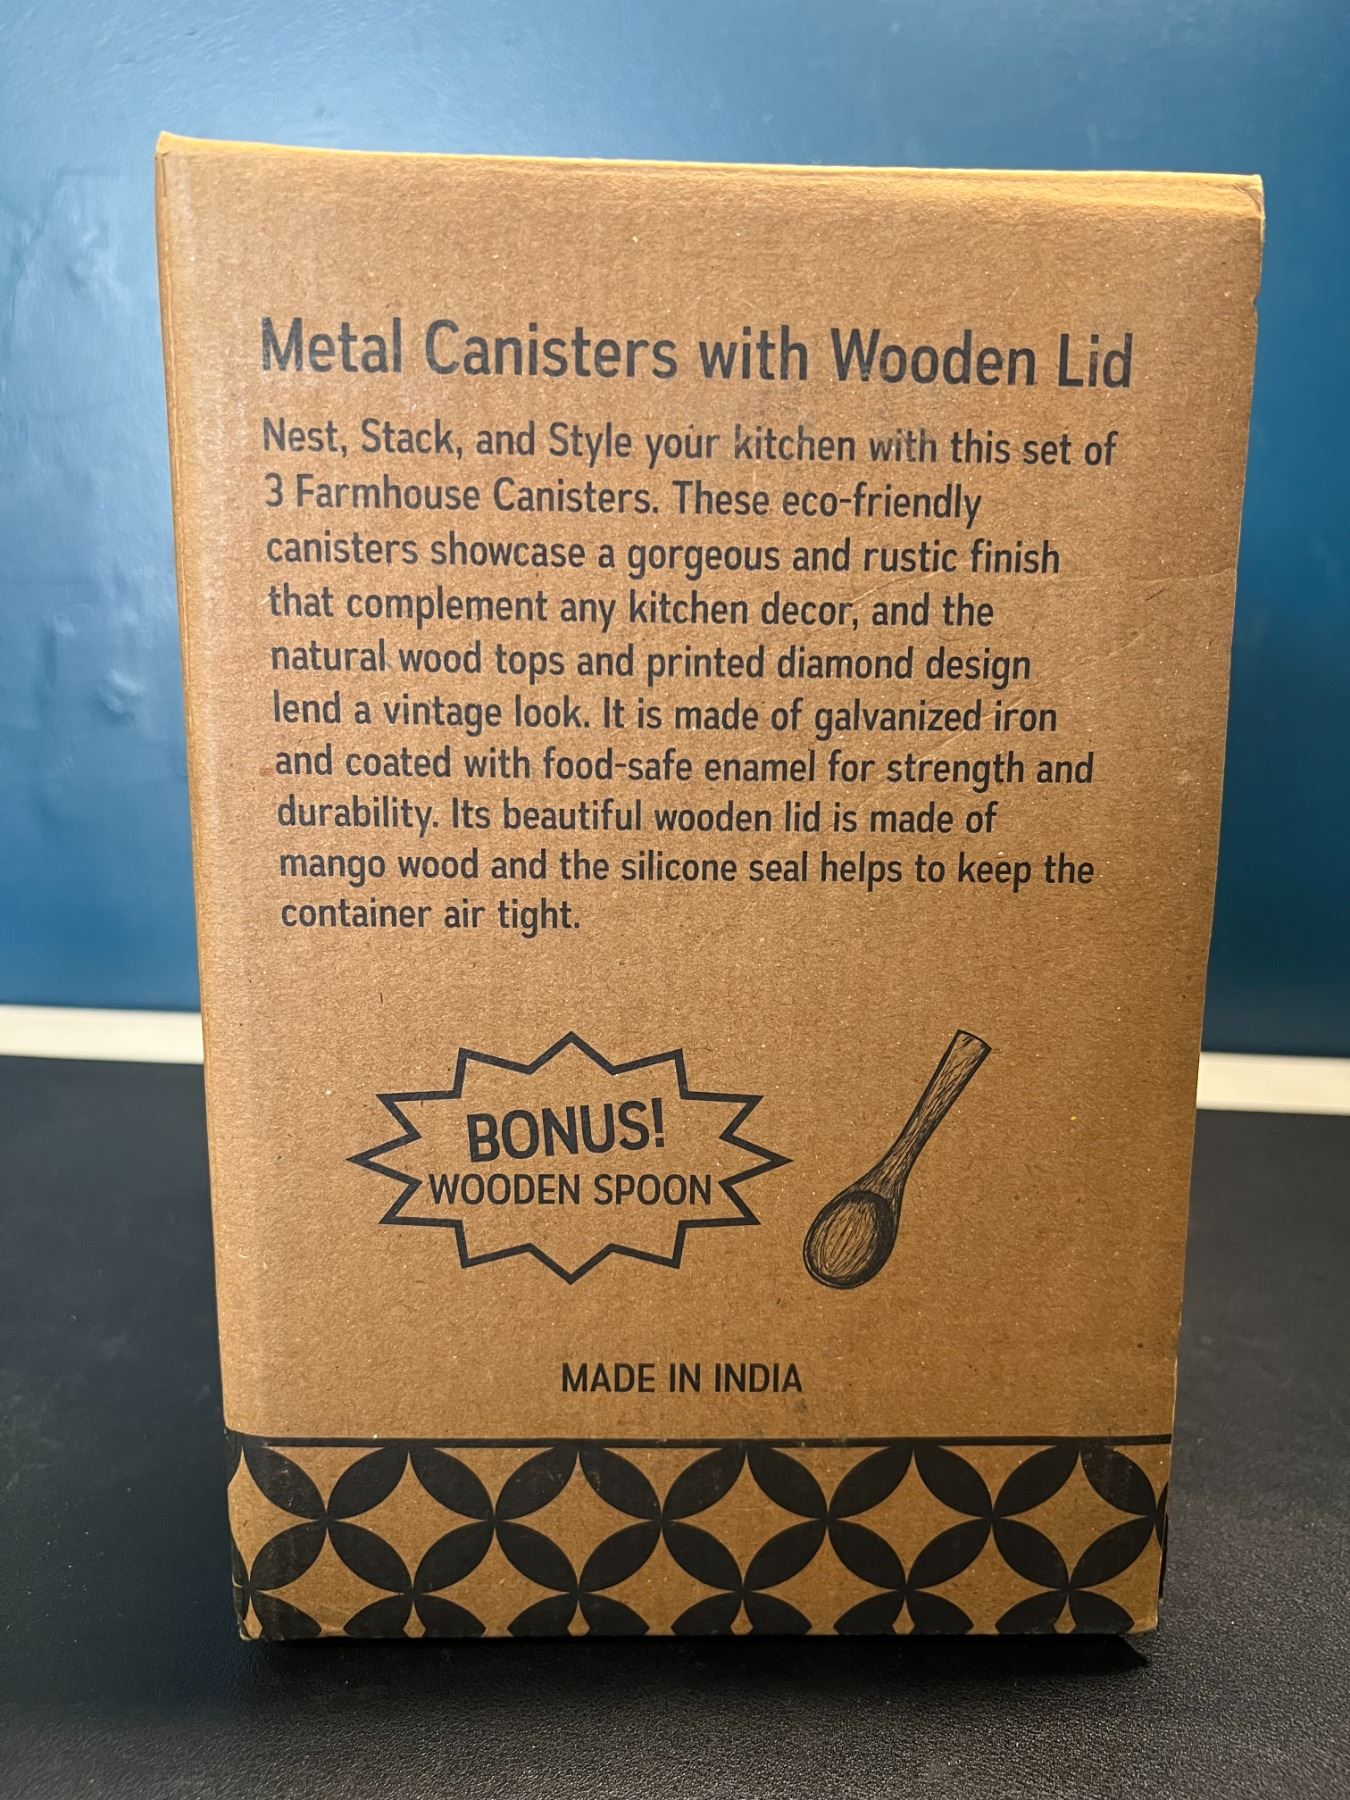 Metal Canisters with Wooden Lid
Nest, Stack, and Style your kitchen with this set of
3 Farmhouse Canisters. These eco-friendly
canisters showcase a gorgeous and rustic finish
that complement any kitchen decor, and the
natural wood tops and printed diamond design
lend a vintage look. It is made of galvanized iron
and coated with food-safe enamel for strength and
durability. Its beautiful wooden lid is made of
mango wood and the silicone seal helps to keep the
container air tight.
BONUS!
WOODEN SPOON
MADE IN INDIA